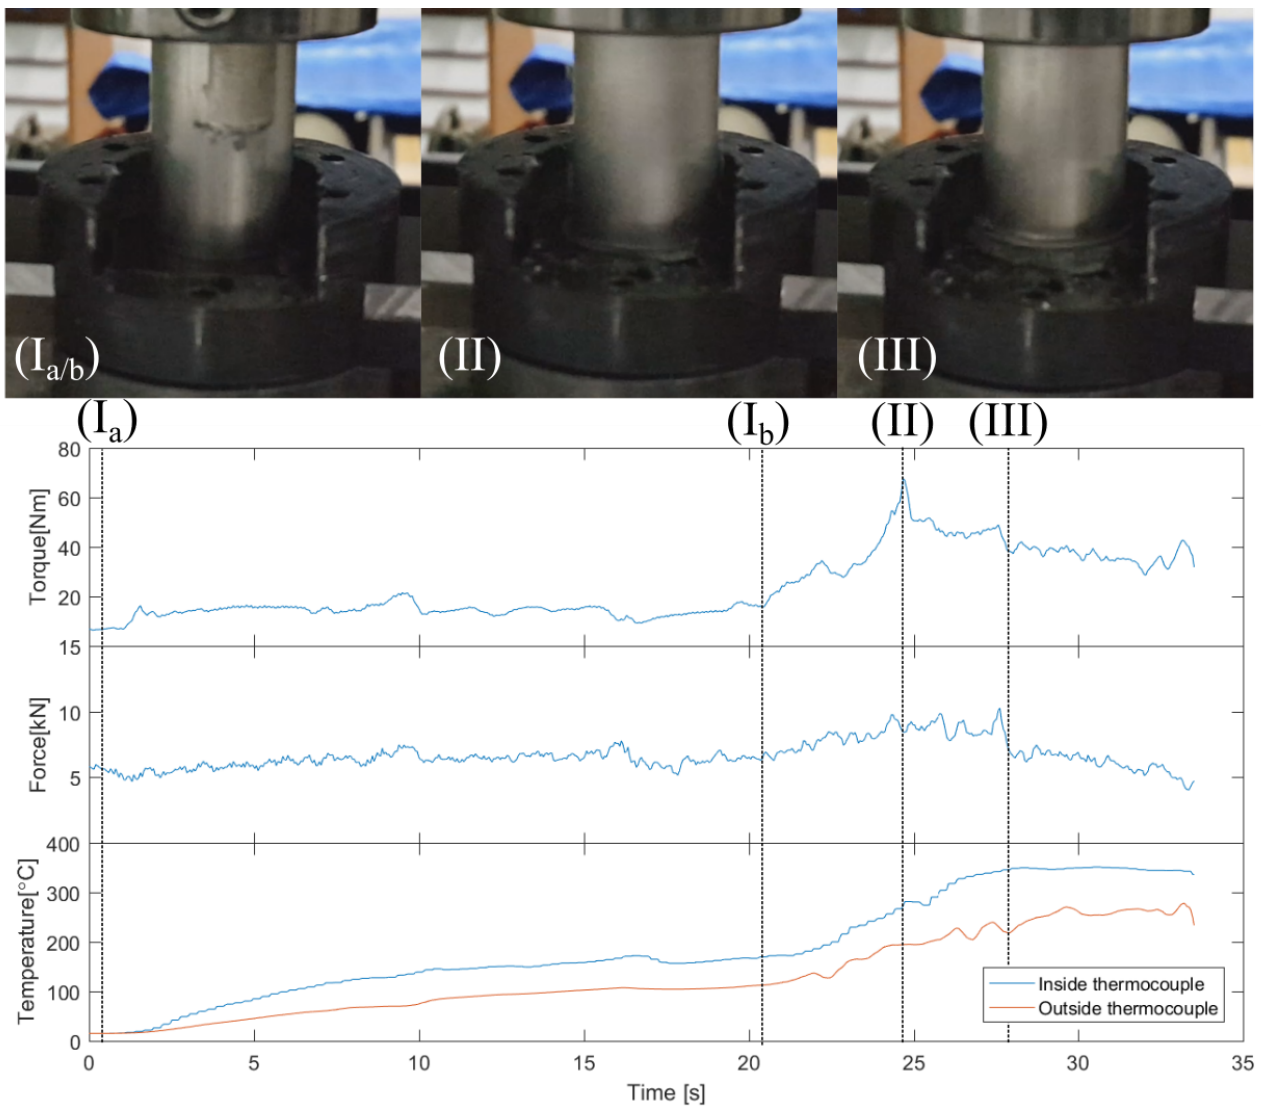 (Ia/b)
(II)
(III)
(Ia)
(Ib)
(II)
(III)
Torque[Nm]
80
60
40
20
15
Force[kN]
10
5
400
Temperature[°C]
300
200
100
0
Inside thermocouple
Outside thermocouple
0 5 10 15 20 25 30 35
Time [s]